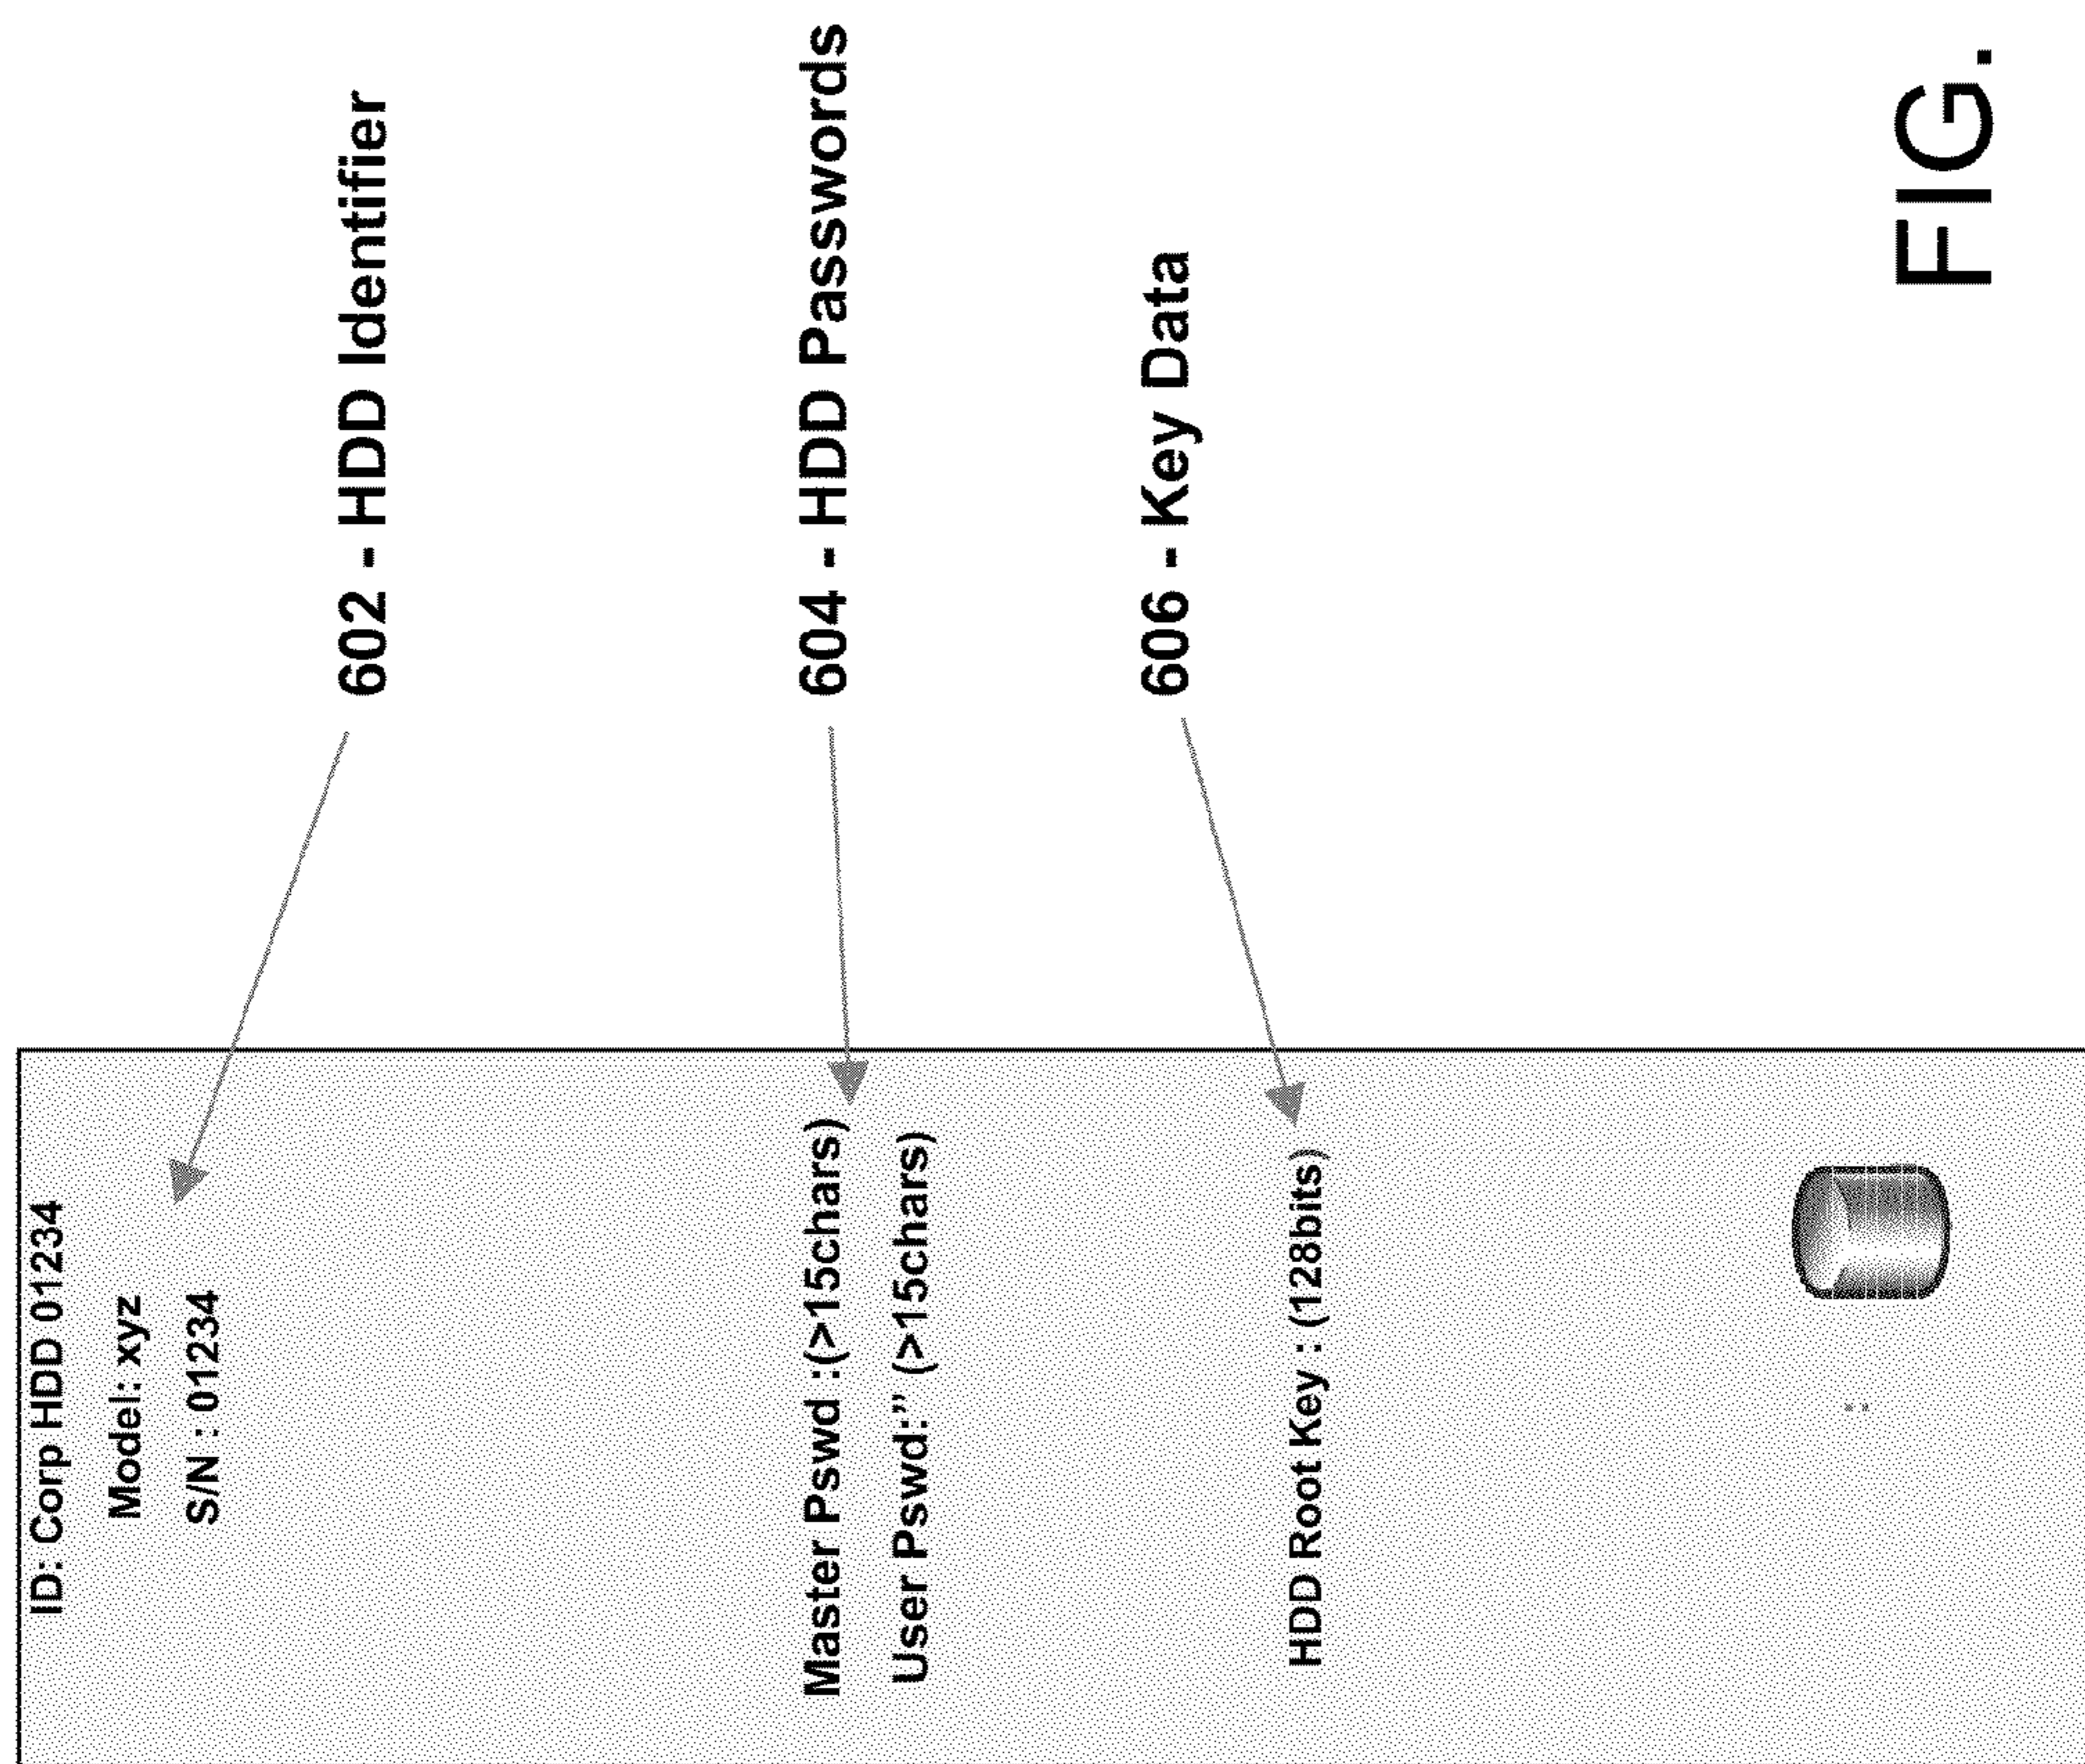 ID: Corp HDD 01234
Model: xyz
S/N : 01234
602 - HDD Identifier
Master Pswd :(>15chars)
User Pswd:” (>15chars)
604 - HDD Passwords
606 - Key Data
HDD Root Key : (128bits)
:
FIG.